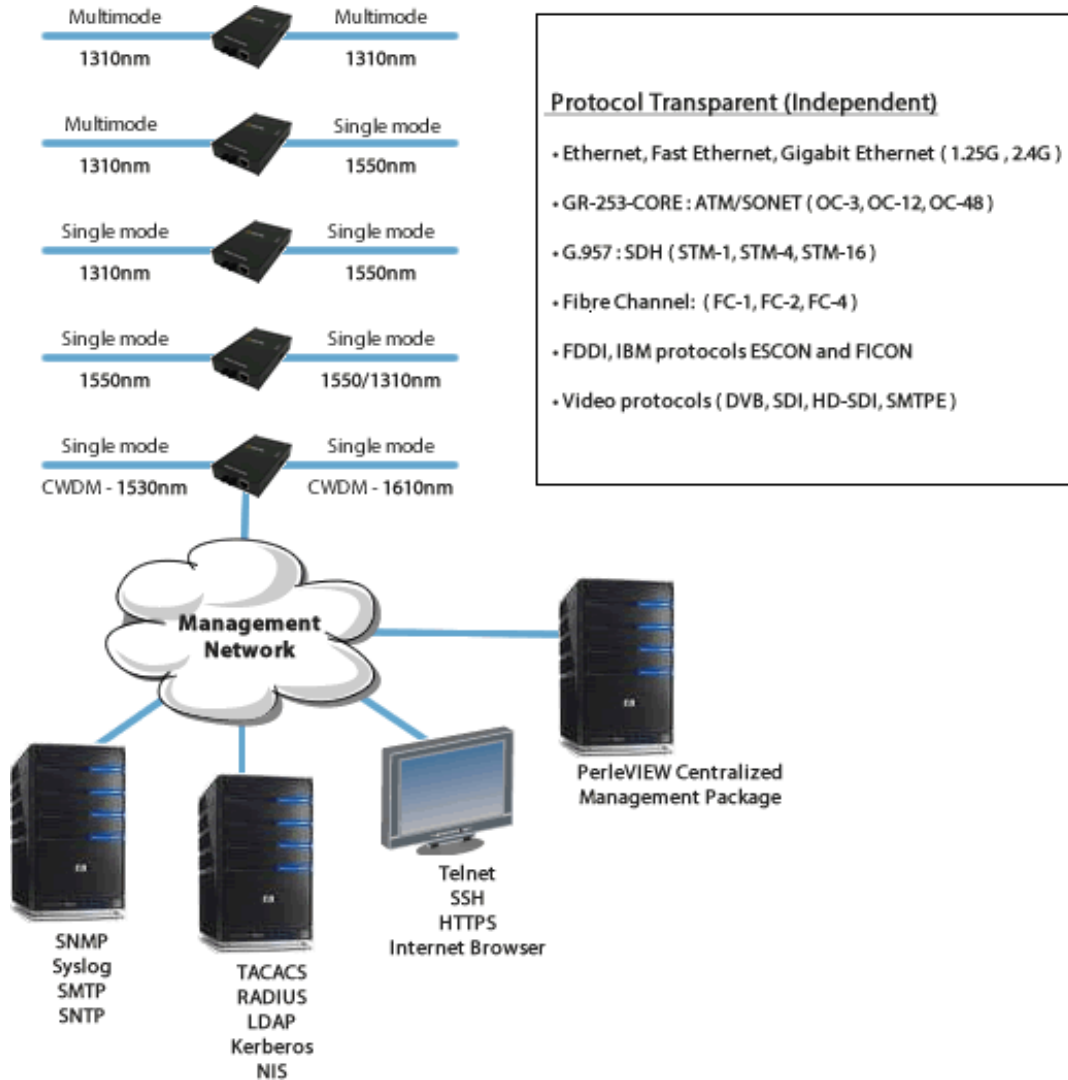 Multimode Multimode
1310nm 1310nm
Multimode Single mode
1310nm 1550nm
Single mode Single mode
1310nm 1550nm
Single mode Single mode
1550nm 1550/1310nm
Single mode Single mode
CWDM - 1530nm CWDM - 1610nm
Protocol Transparent (Independent)
• Ethernet, Fast Ethernet, Gigabit Ethernet ( 1.25G , 2.4G )
• GR-253-CORE : ATM/SONET ( OC-3, OC-12, OC-48 )
• G.957 : SDH ( STM-1, STM-4, STM-16 )
• Fibre Channel: ( FC-1, FC-2, FC-4 )
• FDDI, IBM protocols ESCON and FICON
• Video protocols ( DVB, SDI, HD-SDI, SMTPE )
Management
Network
PerleVIEW Centralized
Management Package
Telnet
SSH
HTTPS
Internet Browser
SNMP
Syslog
SMTP
SNTP
TACACS
RADIUS
LDAP
Kerberos
NIS